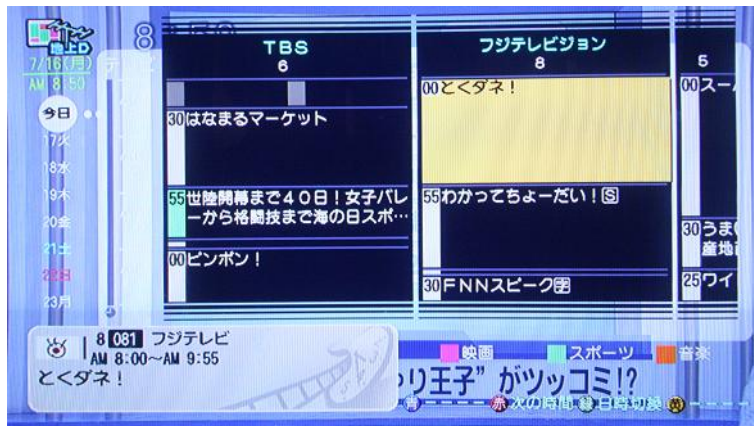 地上D
7/16(月)
AM 8:50
今日
17火
18水
19木
20金
21土
22日
23月
TBS
6
30はなまるマーケット
55世陸開幕まで40日！女子バレ
ーから格闘技まで海の日スポ…
00ピンポン！
フジテレビジョン
8
00とくダネ！
55わかってちょーだい！S
30FNNスピーク字
5
00スー
30うま
産地
25ワイ
8 081 フジテレビ
AM 8:00～AM 9:55
とくダネ！
映画
スポーツ
音楽
り王子” がツッコミ!?
青
赤次の時間 緑日時切換 黄